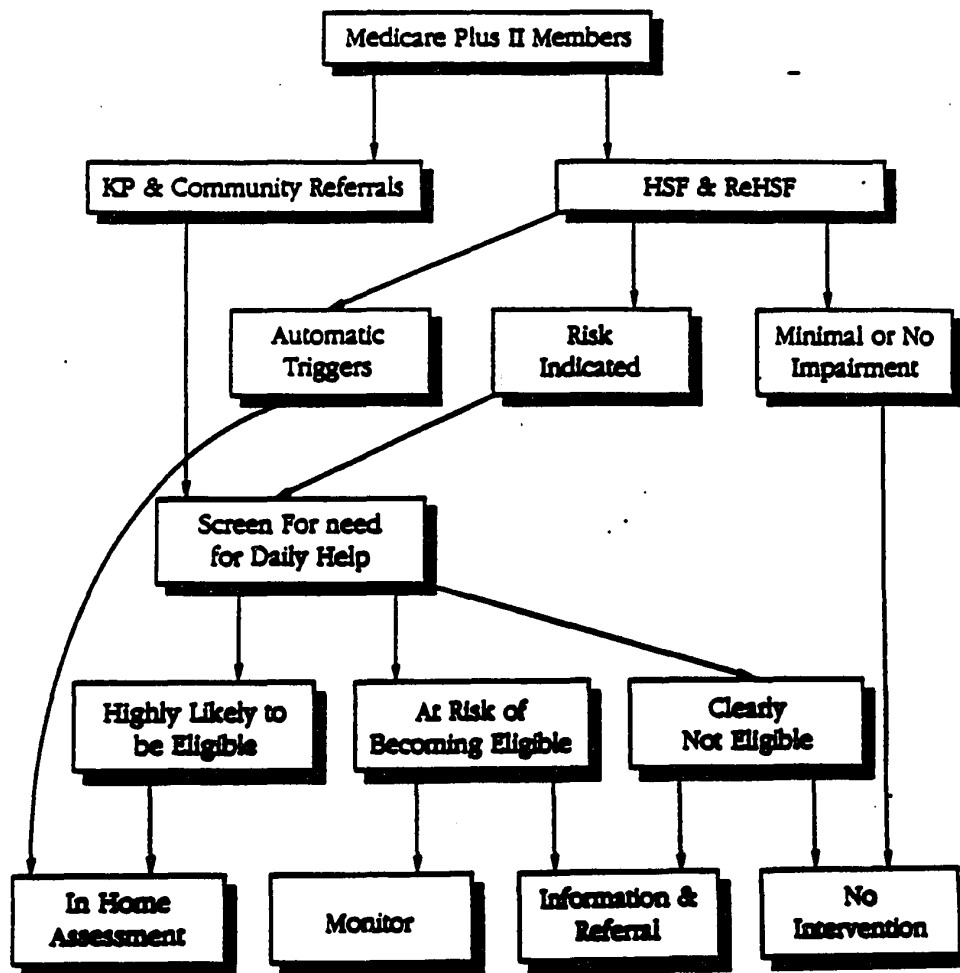 Medicare Plus II Members
KP & Community Referrals
HSF & ReHSF
Automatic
Triggers
Risk
Indicated
Minimal or No
Impairment
Screen For need
for Daily Help
Highly Likely to
be Eligible
At Risk of
Becoming Eligible
Clearly
Not Eligible
In Home
Assessment
Monitor
Information &
Referral
No
Intervention